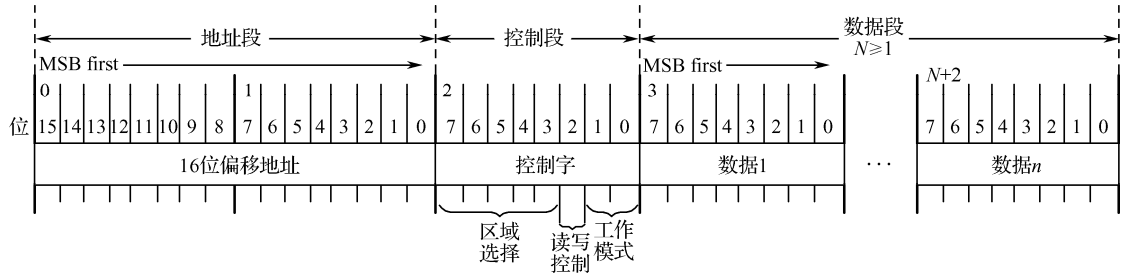 地址段 控制段 数据段
N≥1
MSB first MSB first
0 1 2 3 N+2
位 15 14 13 12 11 10 9 8 7 6 5 4 3 2 1 0 7 6 5 4 3 2 1 0 7 6 5 4 3 2 1 0 7 6 5 4 3 2 1 0
16位偏移地址 控制字 数据1 ··· 数据n
区域 读写 工作
选择 控制 模式